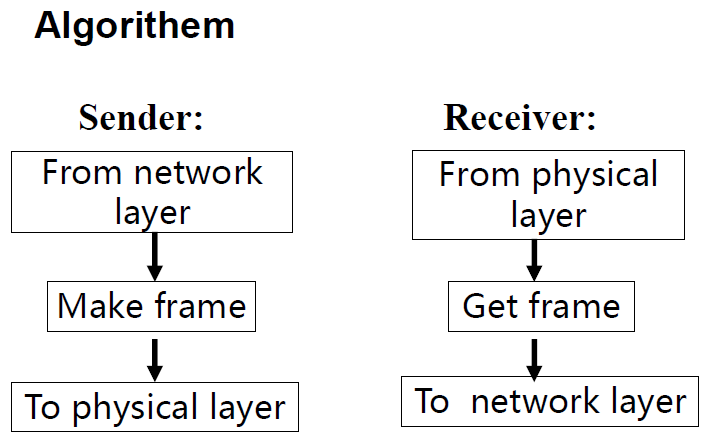 Algorithem
Sender:
From network
layer
Make frame
To physical layer
Receiver:
From physical
layer
Get frame
To network layer